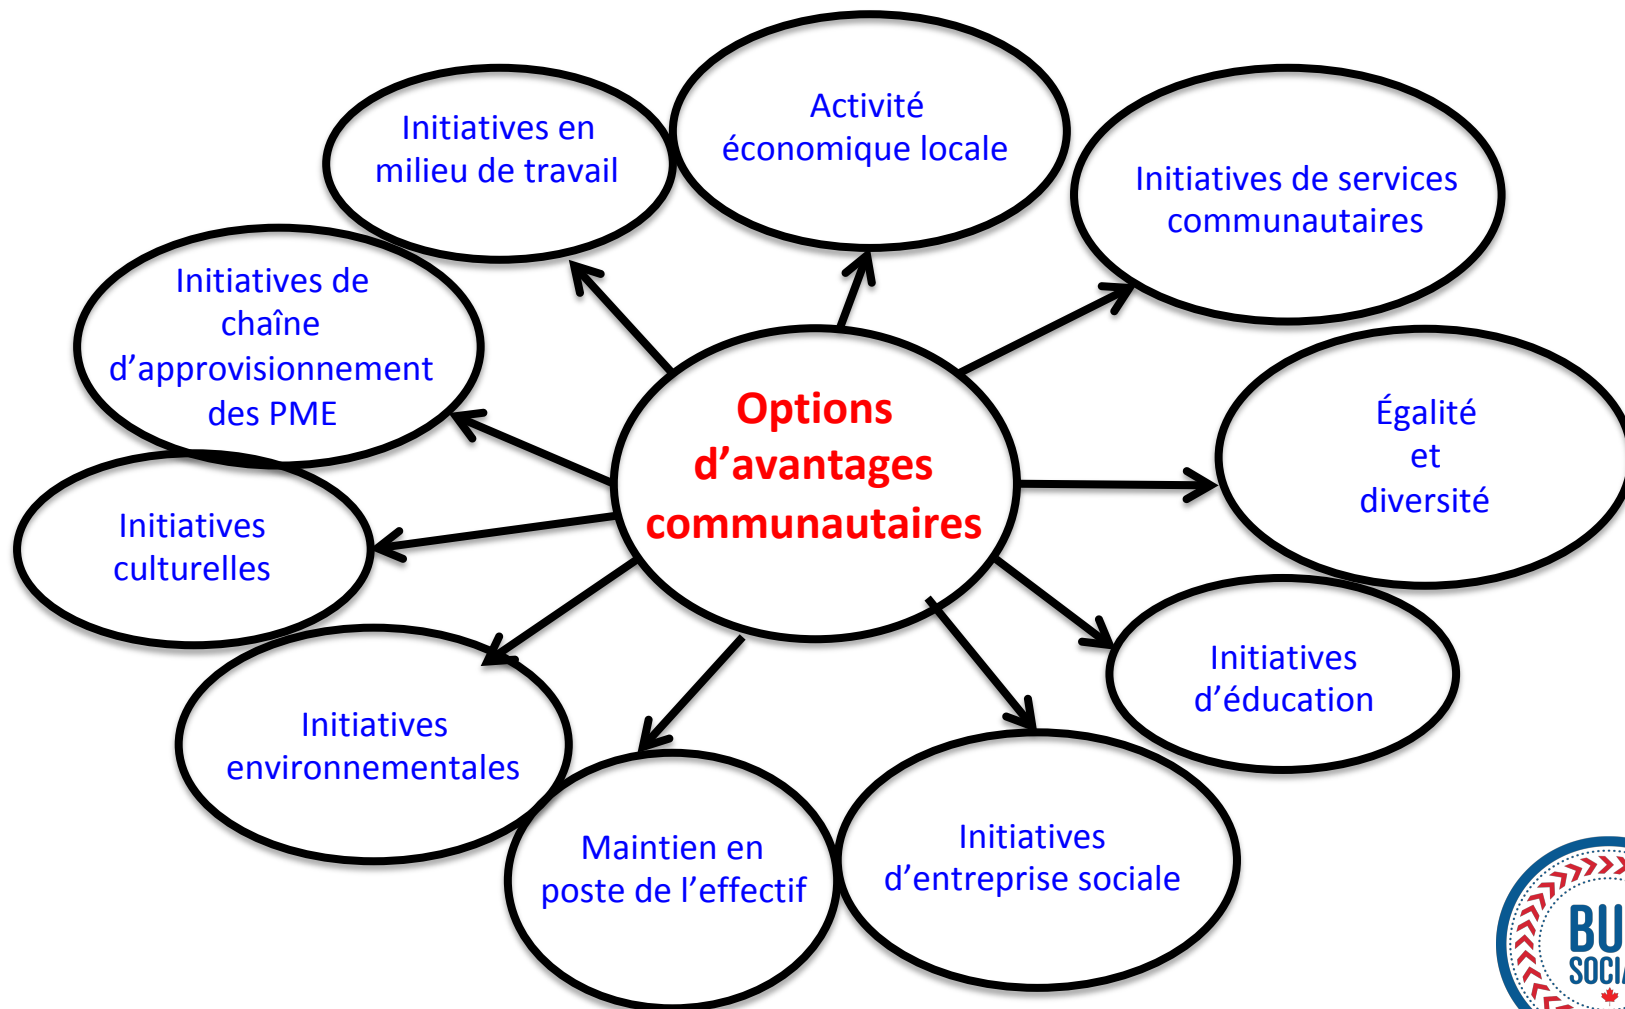 Activité
économique locale
Initiatives en
milieu de travail
Initiatives de services
communautaires
Initiatives de
chaîne
d’approvisionnement
des PME
Options
d’avantages
communautaires
Égalité
et
diversité
Initiatives
culturelles
Initiatives
d’éducation
Initiatives
environnementales
Maintien en
poste de l’effectif
Initiatives
d’entreprise sociale